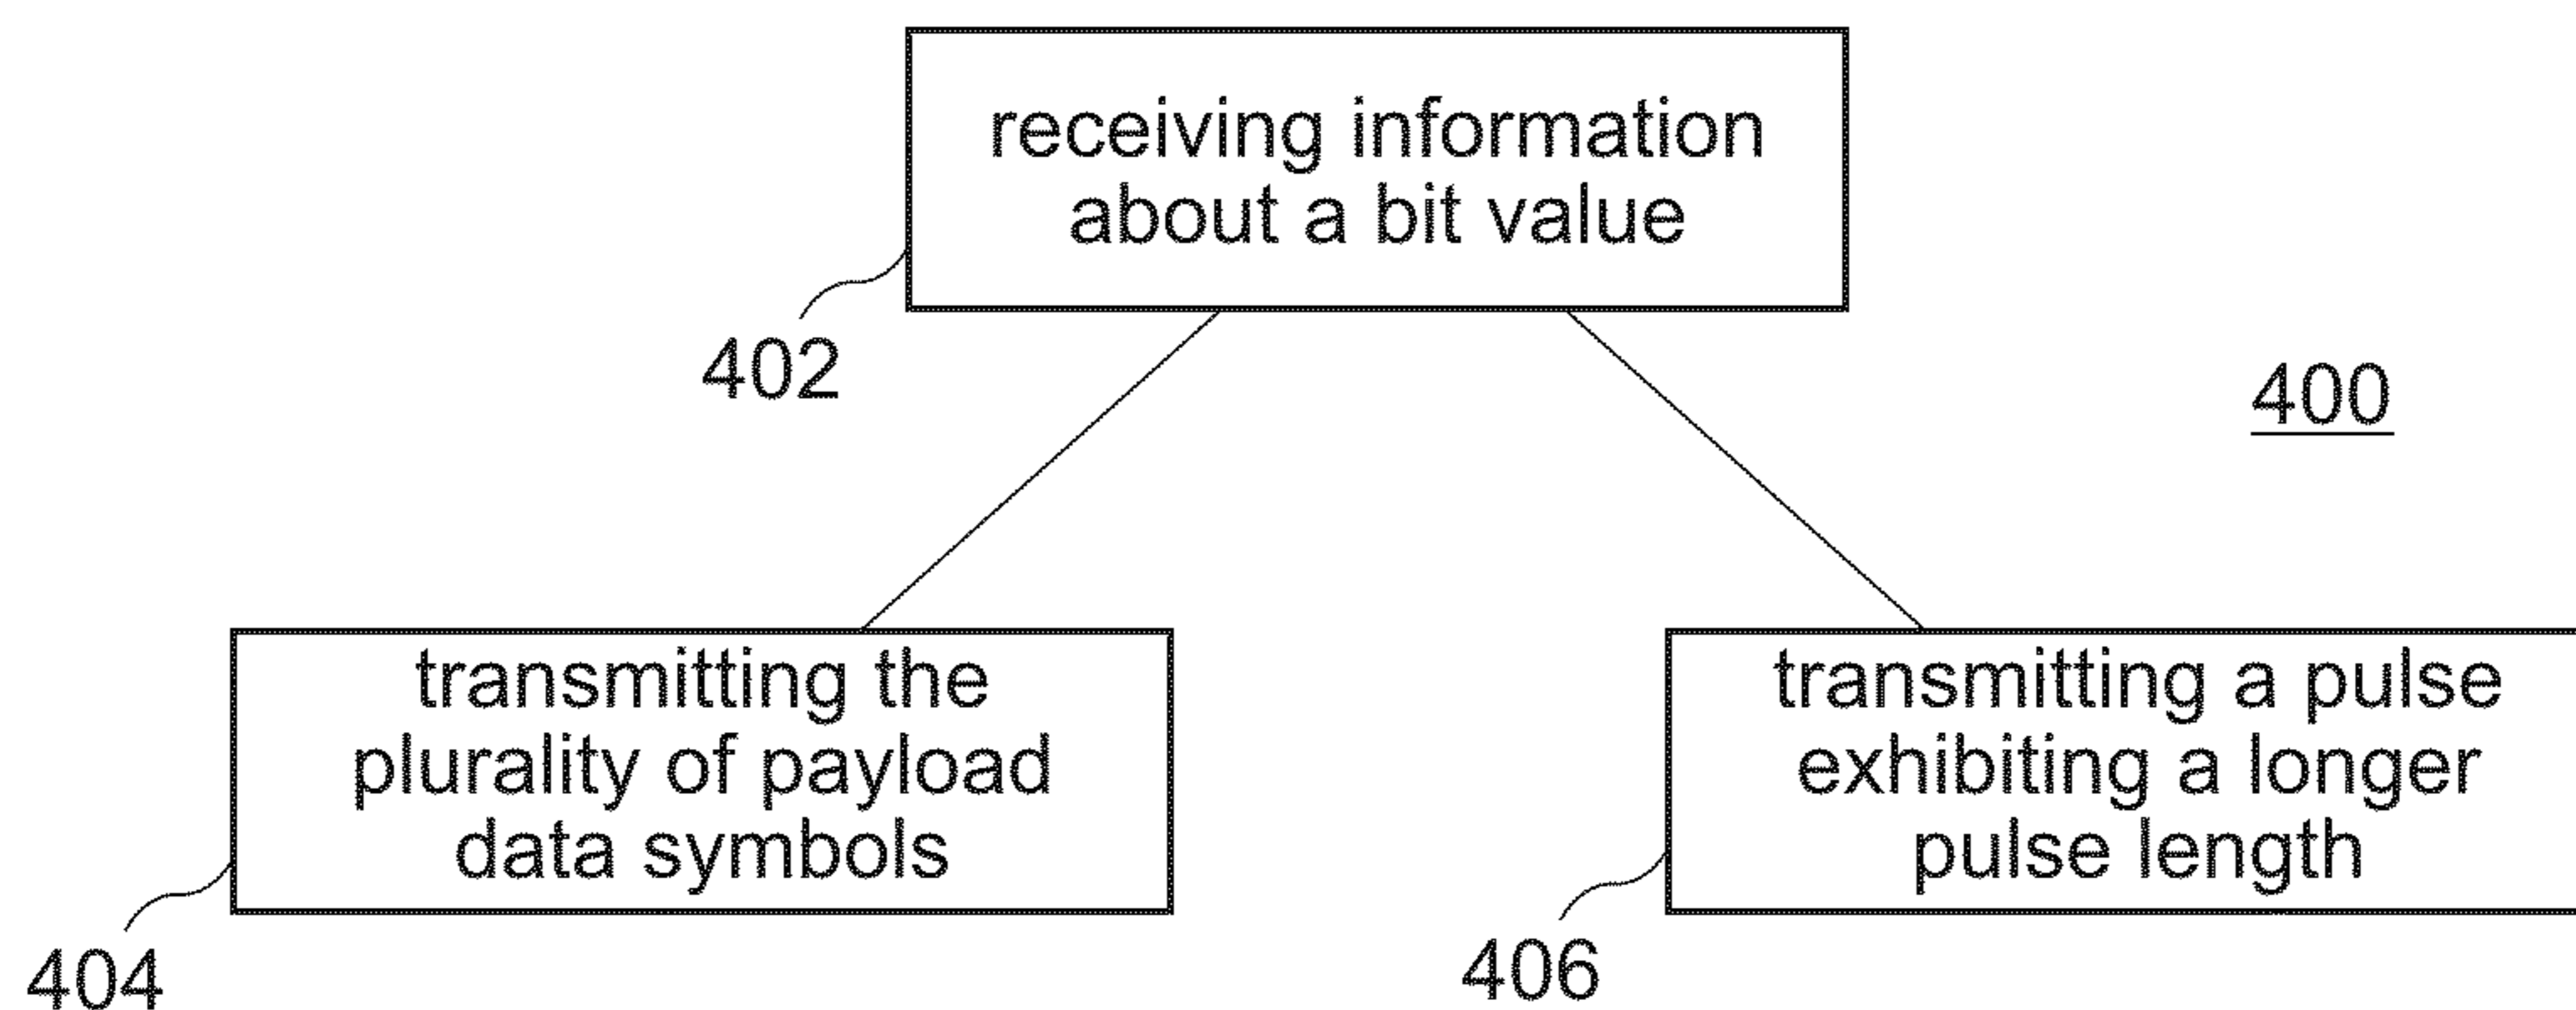 receiving information
about a bit value
402
400
transmitting the
plurality of payload
data symbols
404
transmitting a pulse
exhibiting a longer
pulse length
406